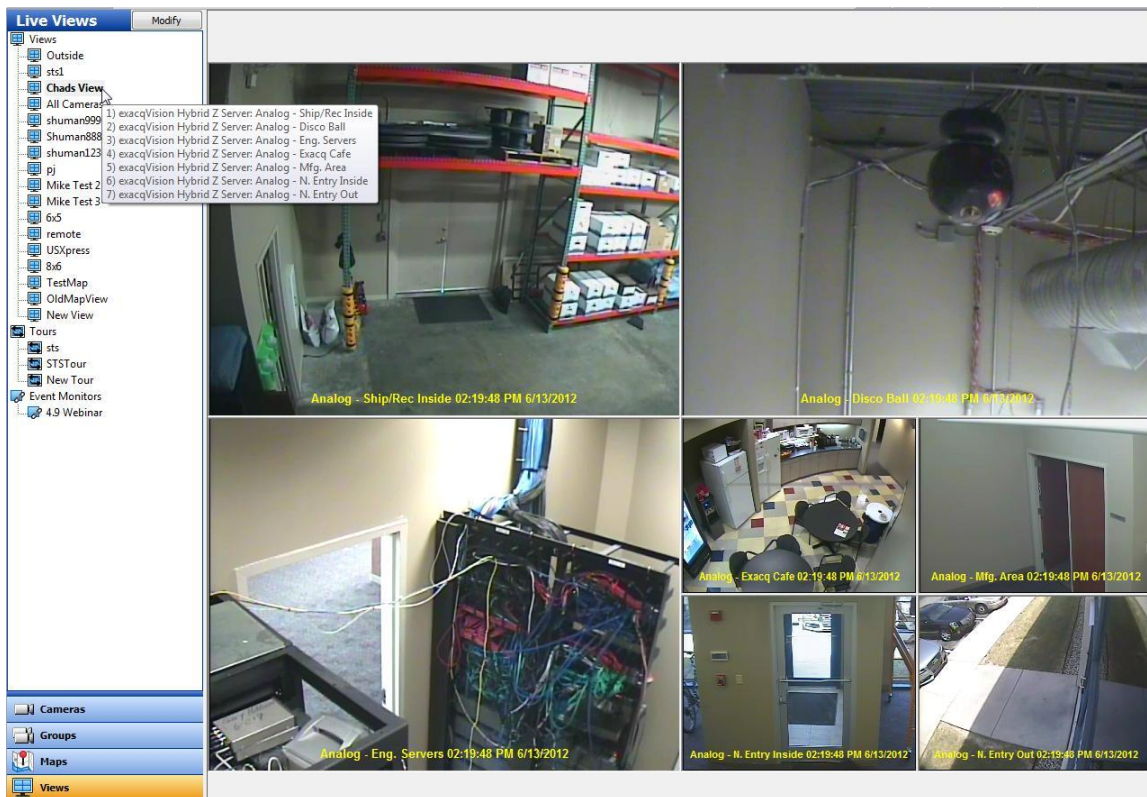 Live Views
Modify
Views
Outside
sts1
Chads View
All Cameras
shuman999
Shuman888
shuman123
pj
Mike Test 2
Mike Test 3
6x5
remote
USXpress
8x6
TestMap
OldMapView
New View
Tours
sts
STSTour
New Tour
Event Monitors
4.9 Webinar
1) exacqVision Hybrid Z Server: Analog - Ship/Rec Inside
2) exacqVision Hybrid Z Server: Analog - Disco Ball
3) exacqVision Hybrid Z Server: Analog - Eng. Servers
4) exacqVision Hybrid Z Server: Analog - Exacq Cafe
5) exacqVision Hybrid Z Server: Analog - Mfg. Area
6) exacqVision Hybrid Z Server: Analog - N. Entry Inside
7) exacqVision Hybrid Z Server: Analog - N. Entry Out
Cameras
Groups
Maps
Views
Analog - Ship/Rec Inside 02:19:48 PM 6/13/2012
Analog - Disco Ball 02:19:48 PM 6/13/2012
Analog - Eng. Servers 02:19:48 PM 6/13/2012
Analog - Exacq Cafe 02:19:48 PM 6/13/2012
Analog - Mfg. Area 02:19:48 PM 6/13/2012
Analog - N. Entry Inside 02:19:48 PM 6/13/2012
Analog - N. Entry Out 02:19:48 PM 6/13/2012